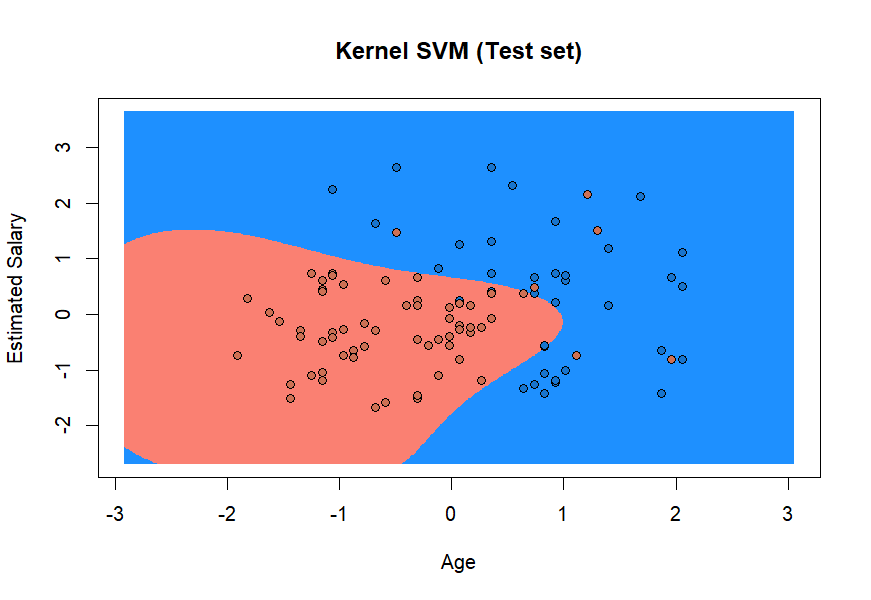 Kernel SVM (Test set)
Estimated Salary
3
2
1
0
-1
-2
-3 -2 -1 0 1 2 3
Age